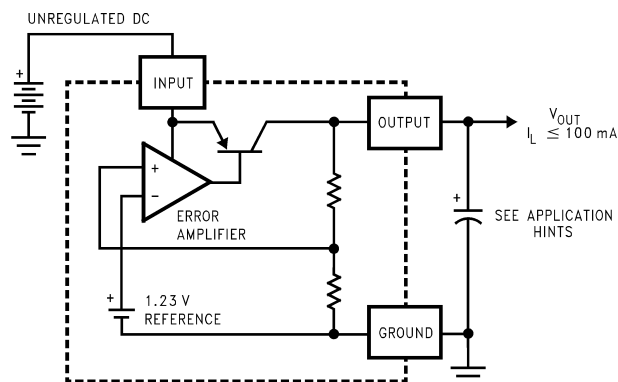 UNREGULATED DC
+
INPUT
OUTPUT
V_OUT
I_L ≤ 100 mA
+
−
ERROR
AMPLIFIER
+
SEE APPLICATION
HINTS
+
1.23 V
REFERENCE
GROUND